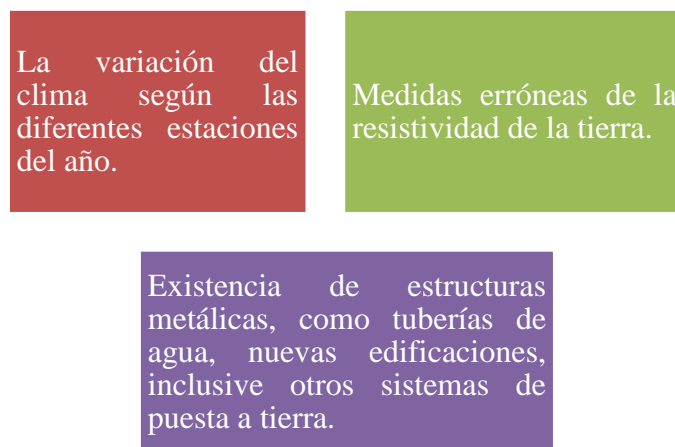 La variación del
clima según las
diferentes estaciones
del año.
Medidas erróneas de la
resistividad de la tierra.
Existencia de estructuras
metálicas, como tuberías de
agua, nuevas edificaciones,
inclusive otros sistemas de
puesta a tierra.